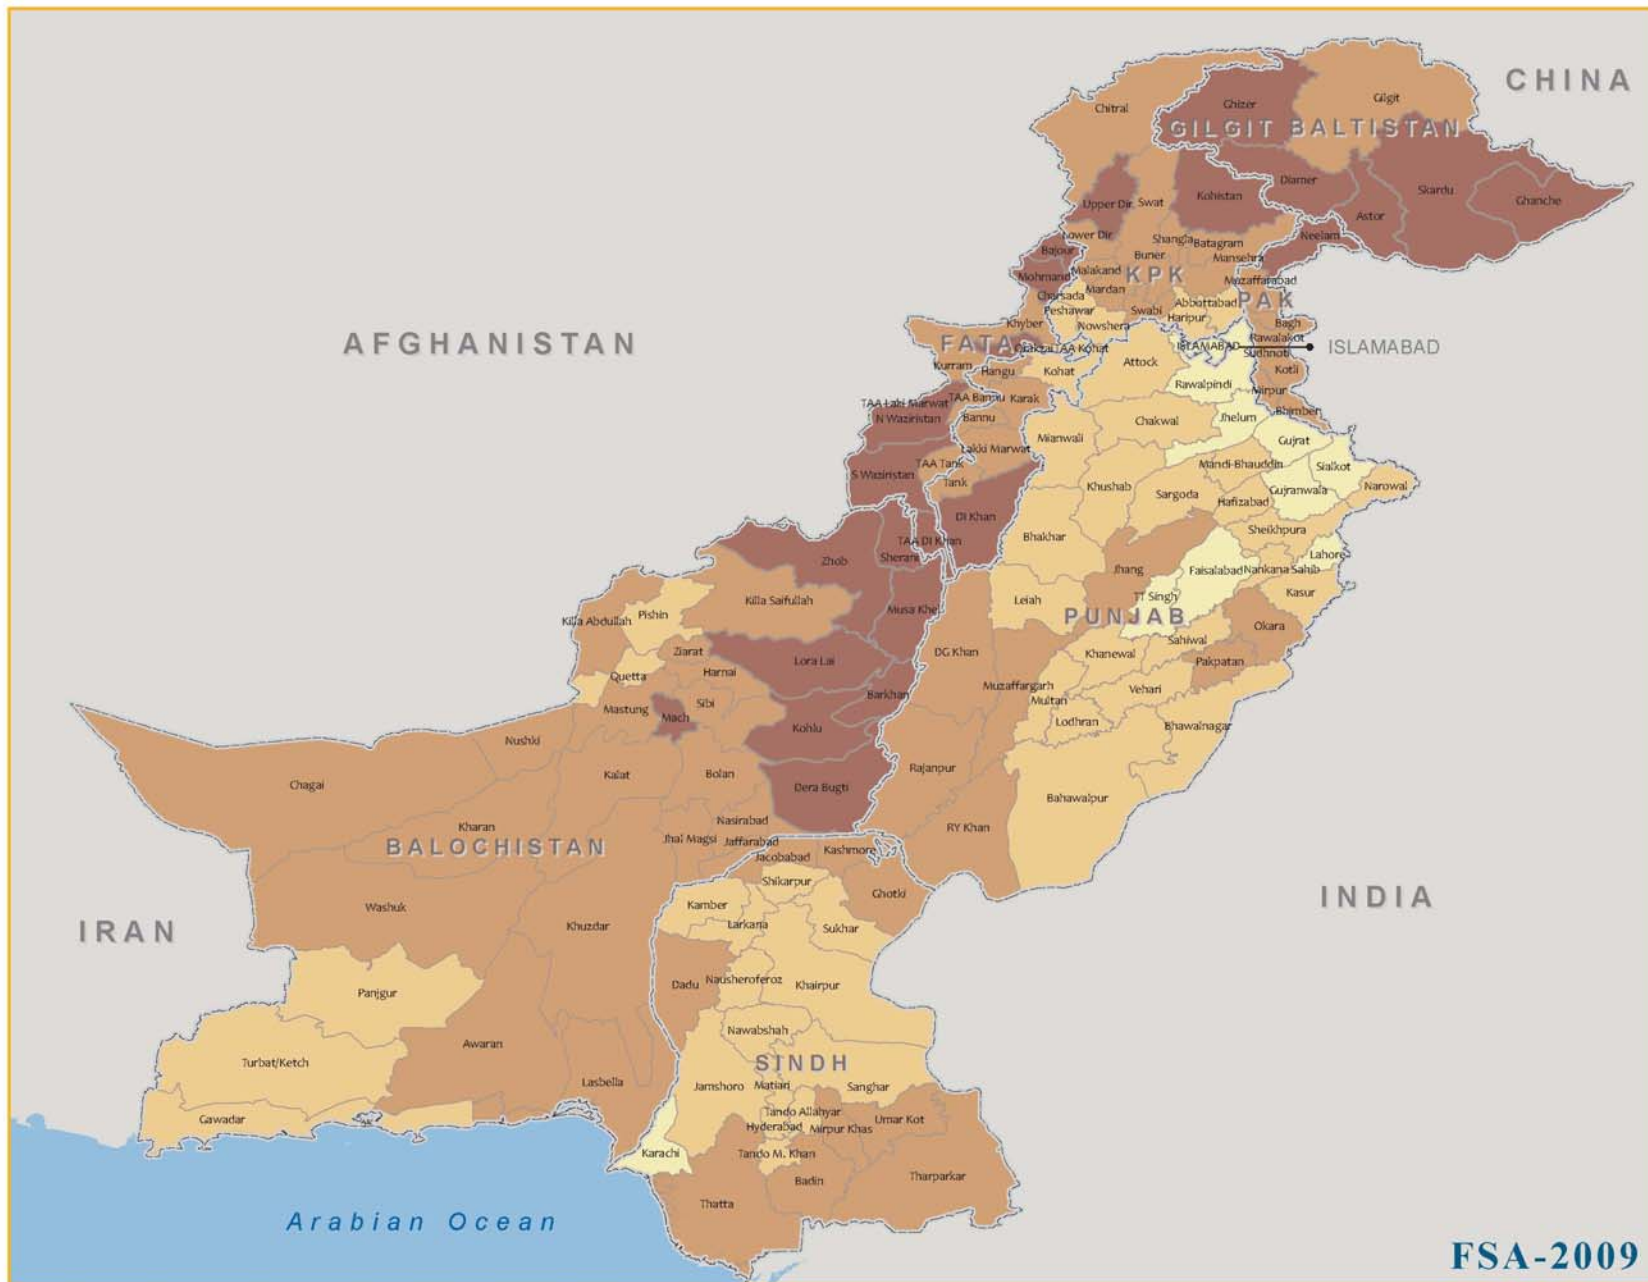 CHINA
Chitral
Ghizer
Gilgit
GILGIT BALTISTAN
Upper Dir
Swat
Kohistan
Diamer
Skardu
Ghanche
Astor
Neelam
Lower Dir
Bajour
Shangla
Batagram
Buner
Mansehra
Mohmand
Malakand
KPK
Mardan
Muzaffarabad
Charsada
Abbottabad
PAK
Peshawar
Swabi
Haripur
Khyber
Nowshera
Bagh
AFGHANISTAN
FATA
Orakzai
TAA Kohat
ISLAMABAD
Rawalakot
ISLAMABAD
Sudhnoti
Kurram
Hangu
Kohat
Attock
Kotli
Rawalpindi
Mirpur
TAA Laki Marwat
TAA Bannu
Karak
Bhimber
N Waziristan
Bannu
Chakwal
Jhelum
Mianwali
Gujrat
Lakki Marwat
TAA Tank
Mandi-Bhauddin
Sialkot
S Waziristan
Tank
Khushab
Sargoda
Gujranwala
Narowal
Hafizabad
DI Khan
Sheikhpura
TAA DI Khan
Bhakhar
Zhob
Sherani
Lahore
Jhang
Faisalabad
Nankana Sahib
Killa Saifullah
Musa Khel
Leiah
TT Singh
Kasur
Pishin
Killa Abdullah
PUNJAB
Okara
Ziarat
Lora Lai
DG Khan
Khanewal
Sahiwal
Pakpatan
Quetta
Harnai
Muzaffargarh
Vehari
Barkhan
Multan
Mastung
Mach
Sibi
Lodhran
Bhawalnagar
Kohlu
Nushki
Kalat
Bolan
Rajanpur
Chagai
Dera Bugti
Bahawalpur
Nasirabad
Kharan
RY Khan
BALOCHISTAN
Jhal Magsi
Jaffarabad
Kashmore
Jacobabad
Shikarpur
Ghotki
INDIA
Washuk
Kamber
IRAN
Khuzdar
Larkana
Sukhar
Panjgur
Dadu
Nausheroferoz
Khairpur
Awaran
Nawabshah
Turbat/Ketch
SINDH
Lasbella
Jamshoro
Matiari
Sanghar
Gawadar
Tando Allahyar
Hyderabad
Mirpur Khas
Umar Kot
Karachi
Tando M. Khan
Badin
Tharparkar
Thatta
Arabian Ocean
FSA-2009